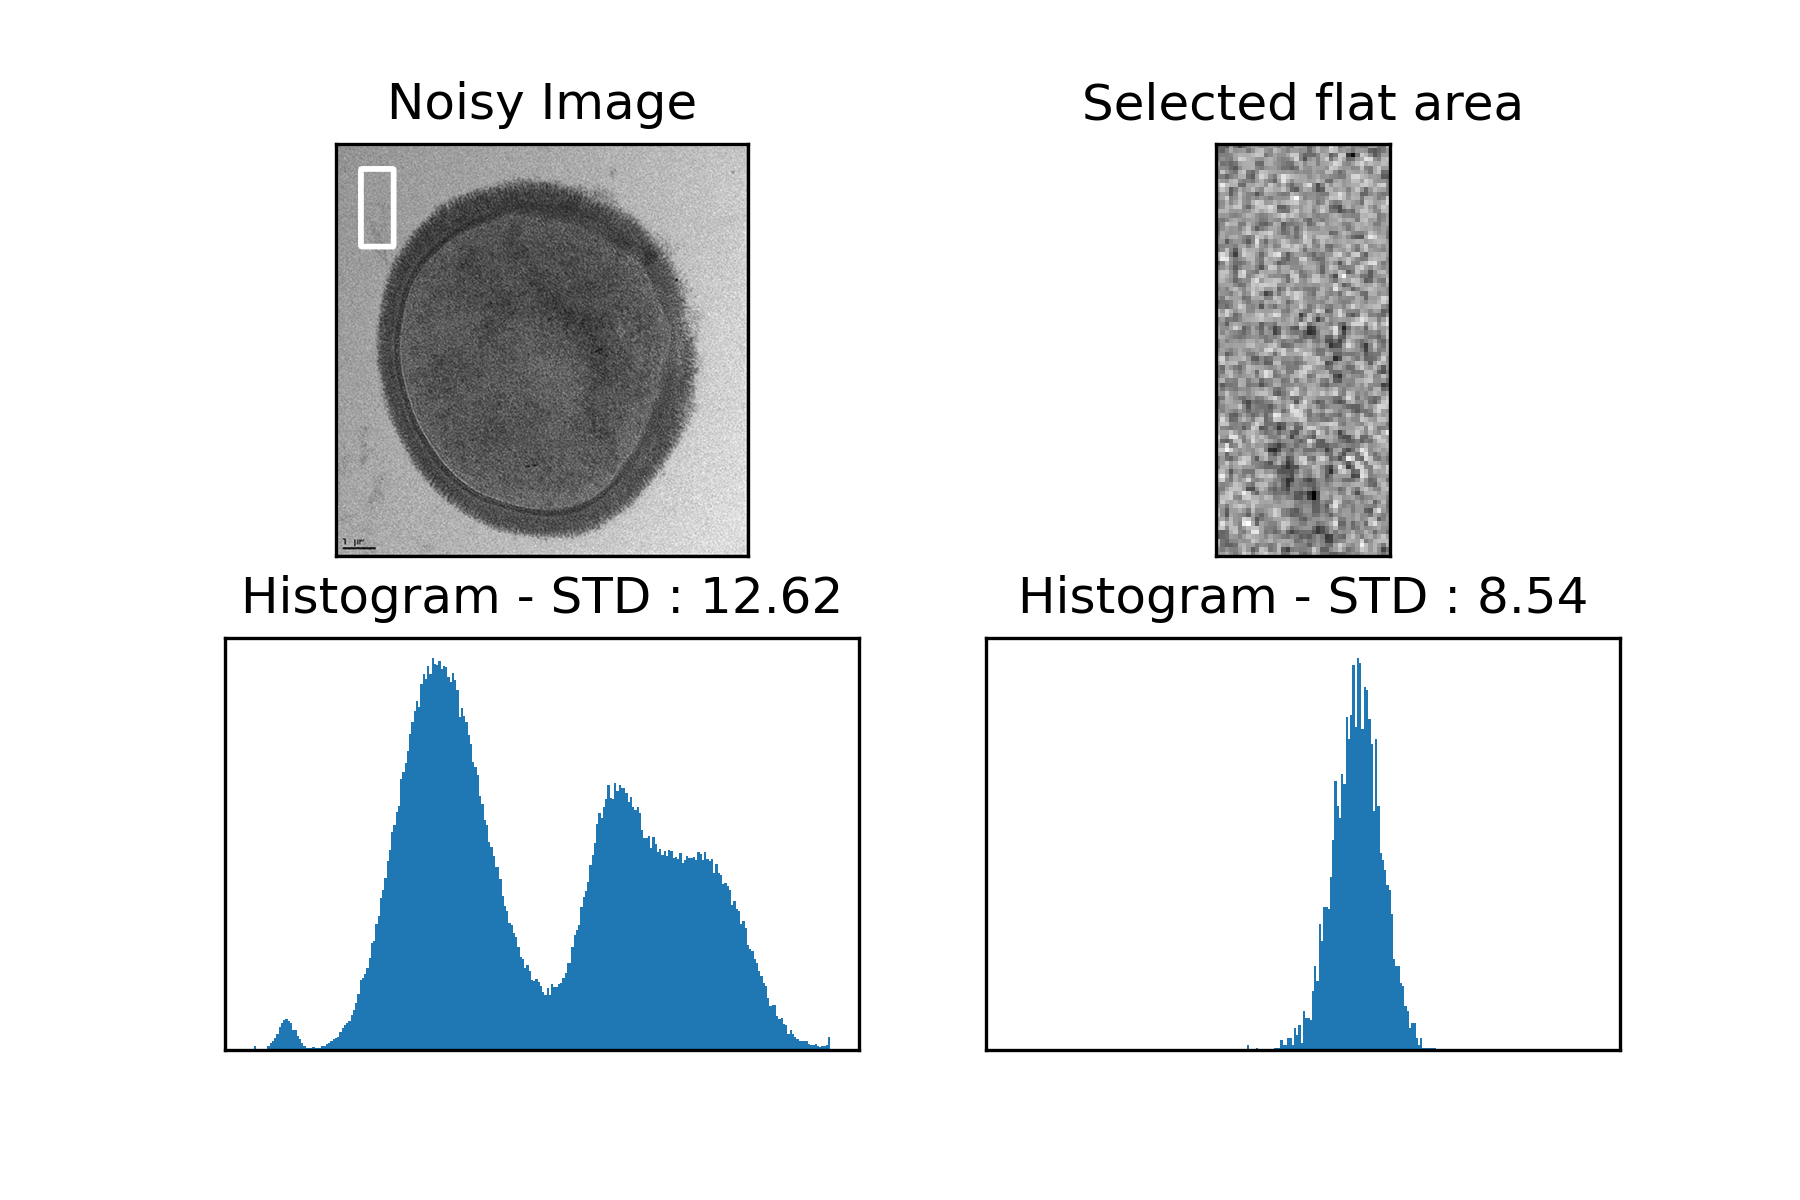 Noisy Image
Selected flat area
Histogram - STD : 12.62
Histogram - STD : 8.54